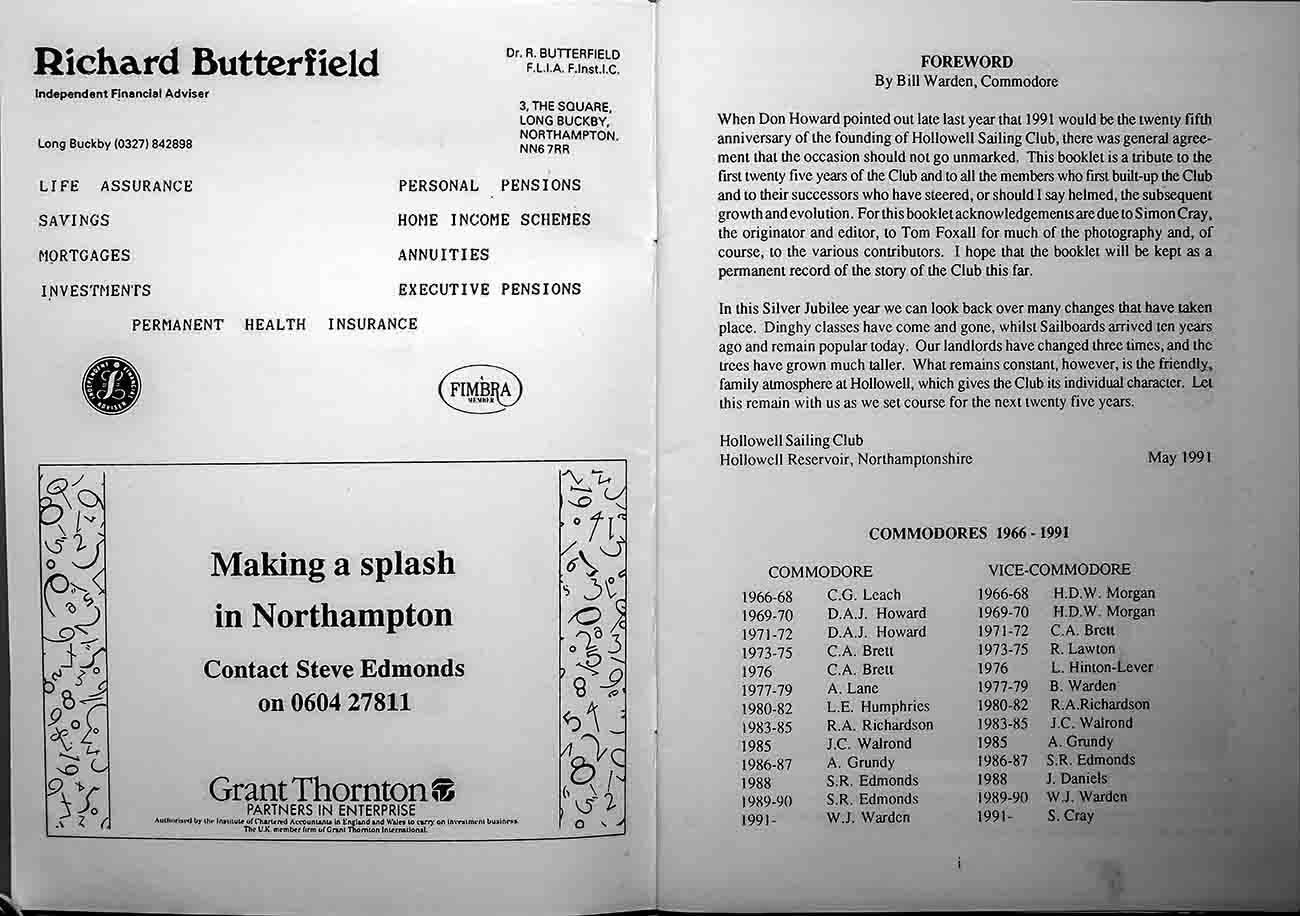 Richard Butterfield
Independent Financial Adviser
Dr. R. BUTTERFIELD
F.L.I.A. F.Inst.I.C.
3, THE SQUARE,
LONG BUCKBY,
NORTHAMPTON.
NN6 7RR
Long Buckby (0327) 842898
LIFE ASSURANCE
PERSONAL PENSIONS
SAVINGS
HOME INCOME SCHEMES
MORTGAGES
ANNUITIES
INVESTMENTS
EXECUTIVE PENSIONS
PERMANENT HEALTH INSURANCE
INDEPENDENT FINANCIAL ADVISER
FIMBRA
MEMBER
Making a splash
in Northampton
Contact Steve Edmonds
on 0604 27811
Grant Thornton
PARTNERS IN ENTERPRISE
Authorised by the Institute of Chartered Accountants in England and Wales to carry on investment business.
The U.K. member firm of Grant Thornton International.
FOREWORD
By Bill Warden, Commodore
When Don Howard pointed out late last year that 1991 would be the twenty fifth
anniversary of the founding of Hollowell Sailing Club, there was general agree-
ment that the occasion should not go unmarked. This booklet is a tribute to the
first twenty five years of the Club and to all the members who first built-up the Club
and to their successors who have steered, or should I say helmed, the subsequent
growth and evolution. For this booklet acknowledgements are due to Simon Cray,
the originator and editor, to Tom Foxall for much of the photography and, of
course, to the various contributors. I hope that the booklet will be kept as a
permanent record of the story of the Club this far.
In this Silver Jubilee year we can look back over many changes that have taken
place. Dinghy classes have come and gone, whilst Sailboards arrived ten years
ago and remain popular today. Our landlords have changed three times, and the
trees have grown much taller. What remains constant, however, is the friendly,
family atmosphere at Hollowell, which gives the Club its individual character. Let
this remain with us as we set course for the next twenty five years.
Hollowell Sailing Club
Hollowell Reservoir, Northamptonshire May 1991
COMMODORES 1966 - 1991
COMMODORE VICE-COMMODORE
1966-68 C.G. Leach 1966-68 H.D.W. Morgan
1969-70 D.A.J. Howard 1969-70 H.D.W. Morgan
1971-72 D.A.J. Howard 1971-72 C.A. Brett
1973-75 C.A. Brett 1973-75 R. Lawton
1976 C.A. Brett 1976 L. Hinton-Lever
1977-79 A. Lane 1977-79 B. Warden
1980-82 L.E. Humphries 1980-82 R.A.Richardson
1983-85 R.A. Richardson 1983-85 J.C. Walrond
1985 J.C. Walrond 1985 A. Grundy
1986-87 A. Grundy 1986-87 S.R. Edmonds
1988 S.R. Edmonds 1988 J. Daniels
1989-90 S.R. Edmonds 1989-90 W.J. Warden
1991- W.J. Warden 1991- S. Cray
i